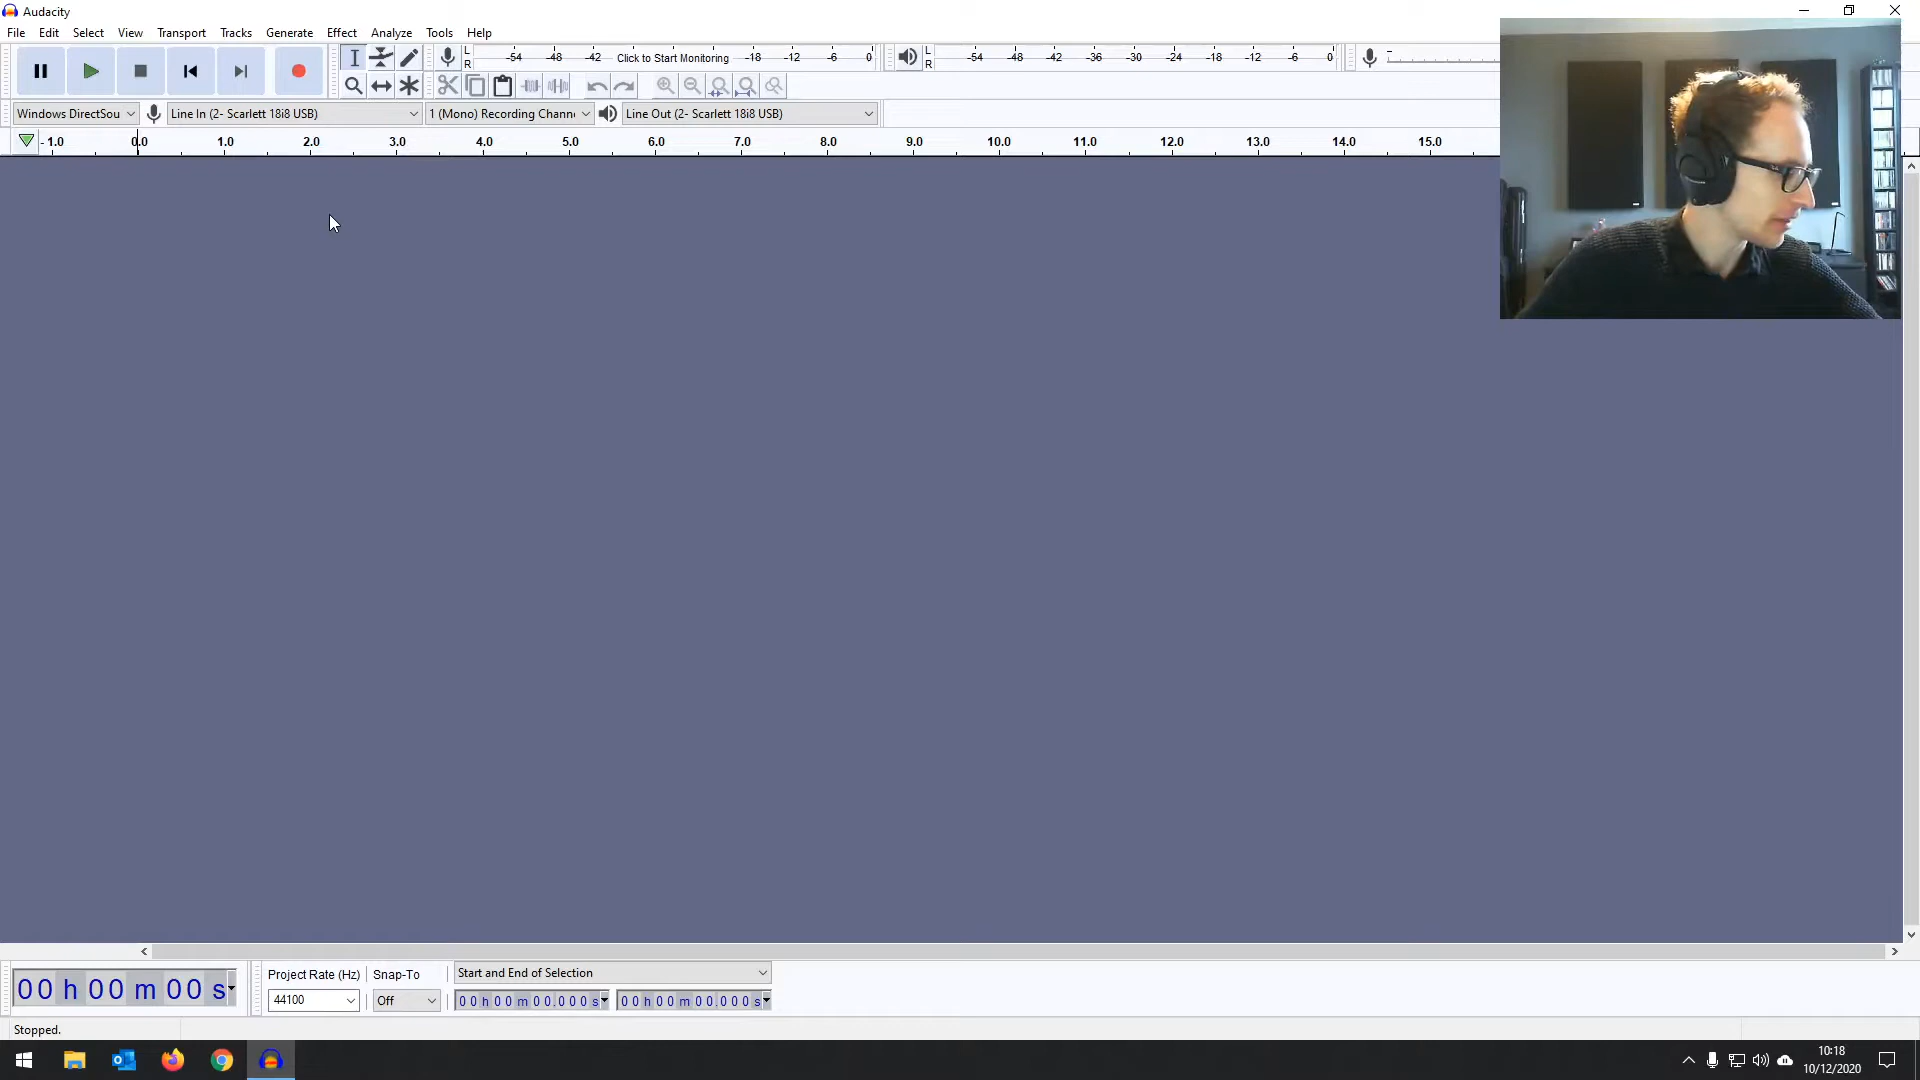 Audacity
File Edit Select View Transport Tracks Generate Effect Analyze Tools Help
L
R
-54 -48 -42 Click to Start Monitoring -18 -12 -6 0
L
R
-54 -48 -42 -36 -30 -24 -18 -12 -6 0
Windows DirectSou Line In (2- Scarlett 18i8 USB) 1 (Mono) Recording Chann Line Out (2- Scarlett 18i8 USB)
-1.0 0.0 1.0 2.0 3.0 4.0 5.0 6.0 7.0 8.0 9.0 10.0 11.0 12.0 13.0 14.0 15.0
Project Rate (Hz) Snap-To Start and End of Selection
00 h 00 m 00 s
44100 Off 00 h 00 m 00.000 s 00 h 00 m 00.000 s
Stopped.
10:18
10/12/2020